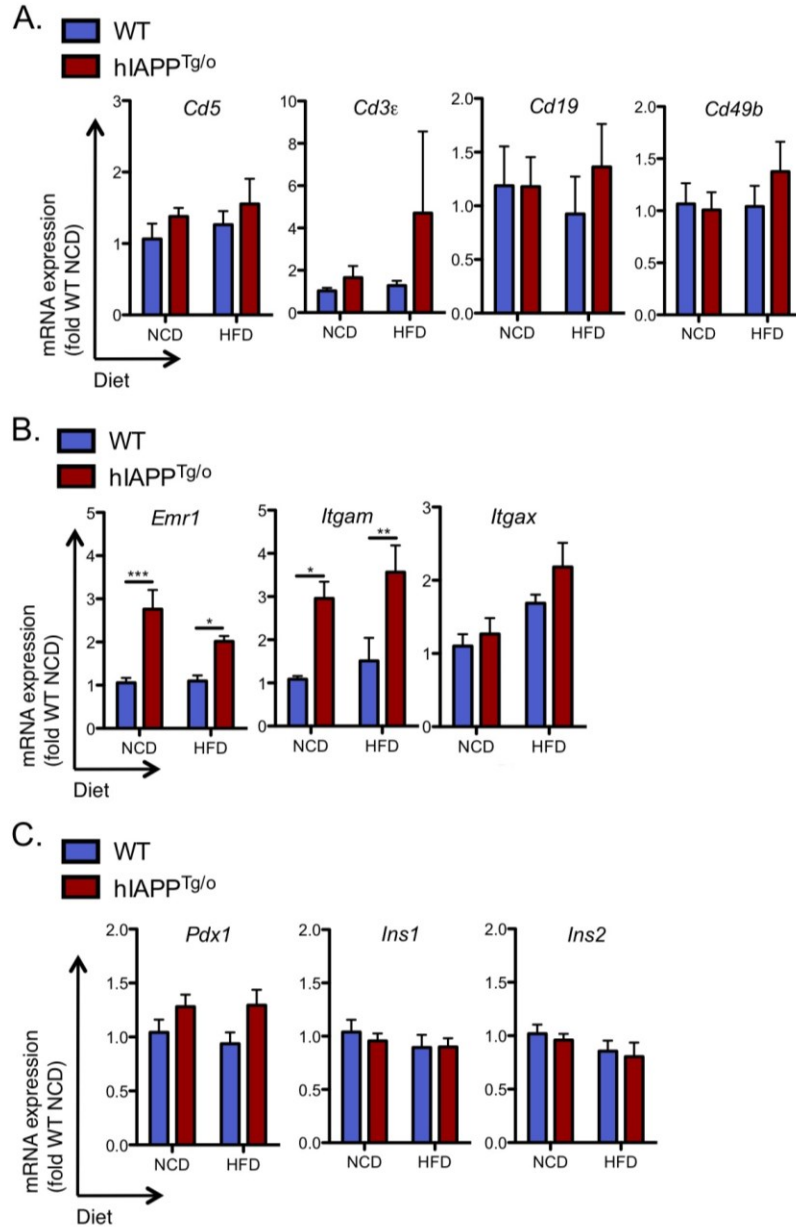 A.
WT
hIAPPTg/o
Cd5
Cd3ε
Cd19
Cd49b
mRNA expression
(fold WT NCD)
3
2
1
0
NCD
HFD
10
8
6
4
2
0
NCD
HFD
2.0
1.5
1.0
0.5
0.0
NCD
HFD
2.0
1.5
1.0
0.5
0.0
NCD
HFD
Diet
B.
WT
hIAPPTg/o
Emr1
Itgam
Itgax
mRNA expression
(fold WT NCD)
5
4
3
2
1
0
***
*
NCD
HFD
5
4
3
2
1
0
*
**
NCD
HFD
3
2
1
0
NCD
HFD
Diet
C.
WT
hIAPPTg/o
Pdx1
Ins1
Ins2
mRNA expression
(fold WT NCD)
2.0
1.5
1.0
0.5
0.0
NCD
HFD
2.0
1.5
1.0
0.5
0.0
NCD
HFD
2.0
1.5
1.0
0.5
0.0
NCD
HFD
Diet